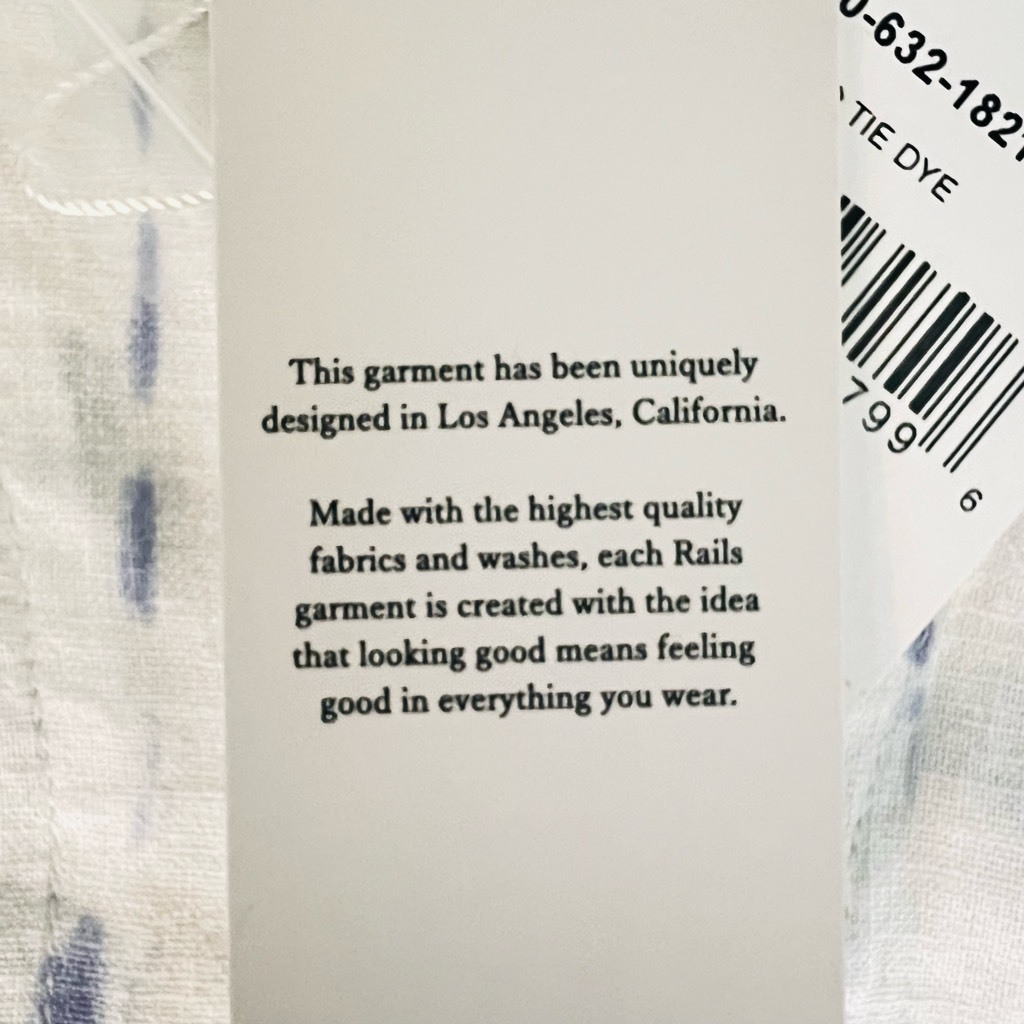 This garment has been uniquely
designed in Los Angeles, California.
Made with the highest quality
fabrics and washes, each Rails
garment is created with the idea
that looking good means feeling
good in everything you wear.
0-632-182
TIE DYE
799
6